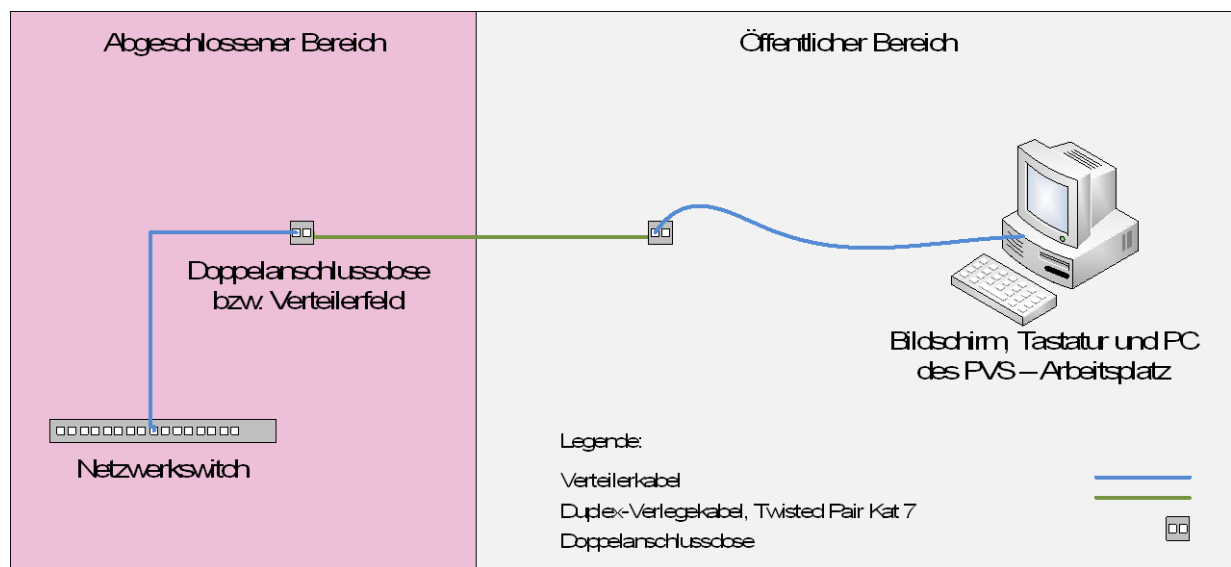 Abgeschlossener Bereich
Öffentlicher Bereich
Doppelanschlussdose
bzw. Verteilerfeld
Bildschirm, Tastatur und PC
des PVS – Arbeitsplatz
Netzwerkswitch
Legende:
Verteilerkabel
Duplex-Verlegekabel, Twisted Pair Kat 7
Doppelanschlussdose